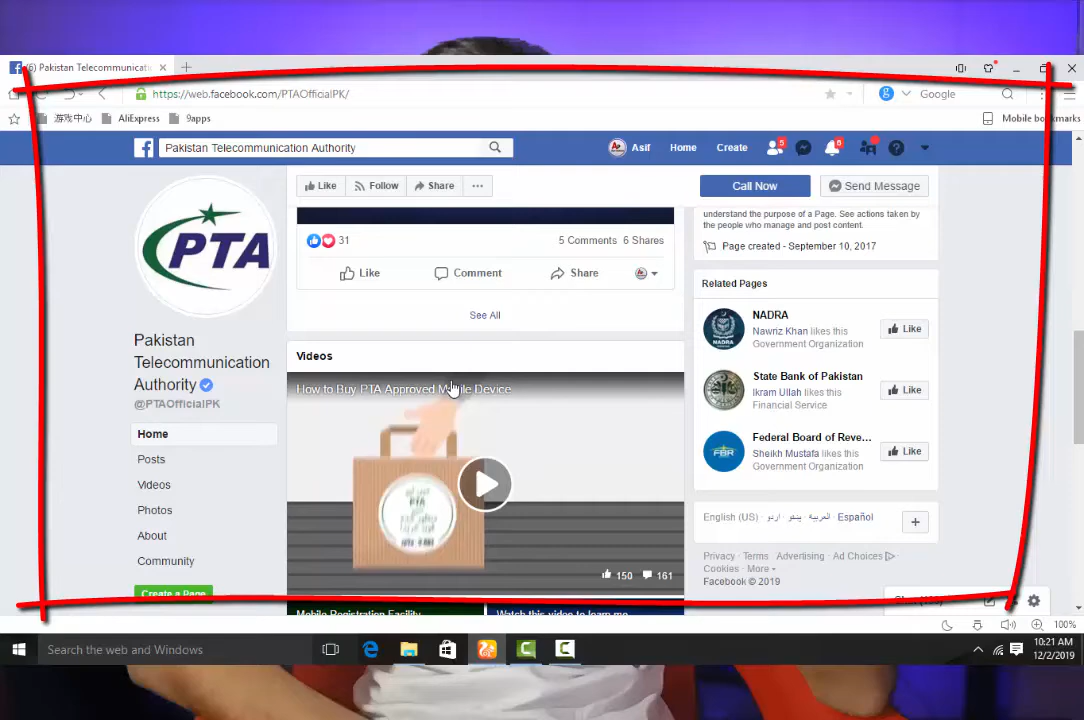 (6) Pakistan Telecommunicati
https://web.facebook.com/PTAOfficialPK/
Google
游戏中心
AliExpress
9apps
Mobile bookmarks
Pakistan Telecommunication Authority
Asif
Home
Create
5
6
PTA
Like
Follow
Share
Call Now
Send Message
understand the purpose of a Page. See actions taken by
the people who manage and post content.
Page created - September 10, 2017
31
5 Comments 6 Shares
Like
Comment
Share
See All
Pakistan
Telecommunication
Authority
@PTAOfficialPK
Home
Posts
Videos
Photos
About
Community
Create a Page
Videos
How to Buy PTA Approved Mobile Device
PTA
150
161
Mobile Registration Facility
Watch this video to learn mo
Related Pages
NADRA
Nawriz Khan likes this
Government Organization
Like
State Bank of Pakistan
Ikram Ullah likes this
Financial Service
Like
FBR
Federal Board of Reve...
Sheikh Mustafa likes this
Government Organization
Like
English (US) · اردو · پښتو · العربية · Español
Privacy · Terms · Advertising · Ad Choices ·
Cookies · More
Facebook © 2019
100%
Search the web and Windows
10:21 AM
12/2/2019